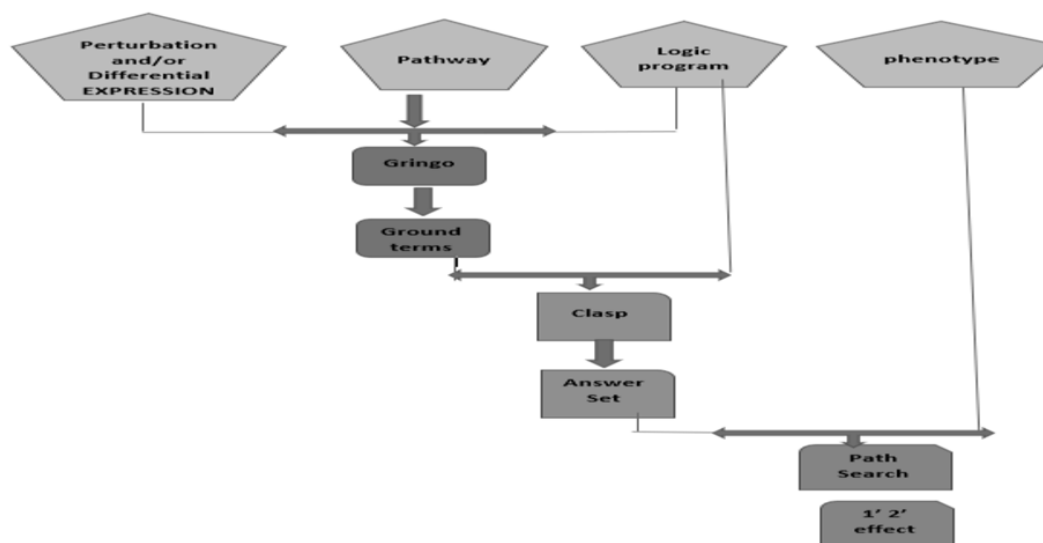 Perturbation
and/or
Differential
EXPRESSION
Pathway
Logic
program
phenotype
Gringo
Ground
terms
Clasp
Answer
Set
Path
Search
1' 2'
effect